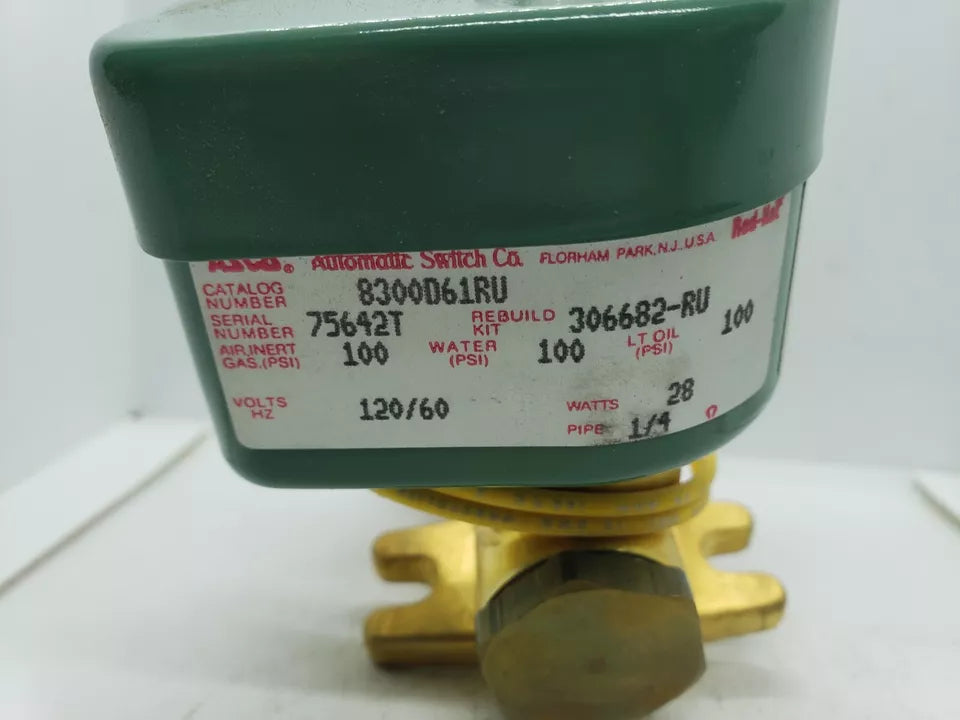 ASCO® Automatic Switch Co. FLORHAM PARK, N.J. U.S.A Red-Hat
CATALOG NUMBER 8300D61RU
SERIAL NUMBER 75642T REBUILD KIT 306682-RU
AIR,INERT GAS.(PSI) 100 WATER (PSI) 100 LT OIL (PSI) 100
VOLTS HZ 120/60 WATTS 28
PIPE 1/4